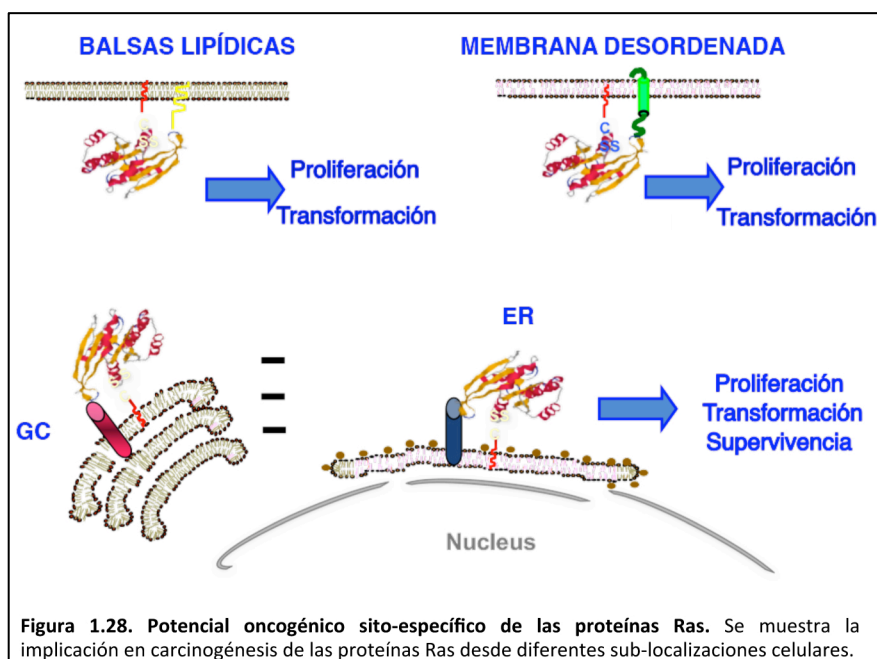 BALSAS LIPÍDICAS
MEMBRANA DESORDENADA
Proliferación
Transformación
C
SS
Proliferación
Transformación
GC
ER
Proliferación
Transformación
Supervivencia
Nucleus
Figura 1.28. Potencial oncogénico sito-específico de las proteínas Ras. Se muestra la
implicación en carcinogénesis de las proteínas Ras desde diferentes sub-localizaciones celulares.